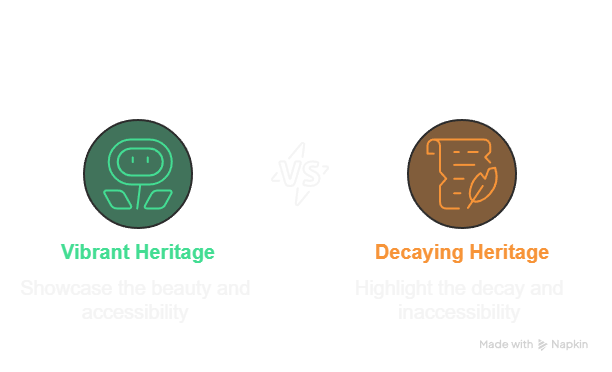 VS
Vibrant Heritage
Decaying Heritage
Showcase the beauty and
accessibility
Highlight the decay and
inaccessibility
Made with Napkin